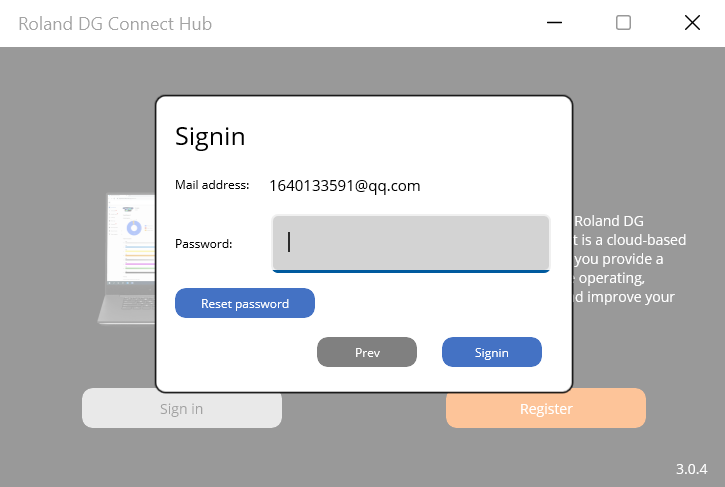 Roland DG Connect Hub
Signin
Mail address: 1640133591@qq.com
Password:
Reset password
Prev Signin
Roland DG
t is a cloud-based
you provide a
operating,
d improve your
Sign in Register
3.0.4